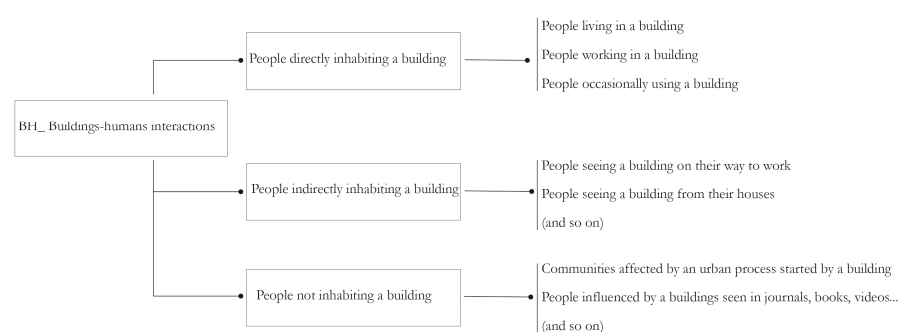 People living in a building
People directly inhabiting a building
People working in a building
People occasionally using a building
BH_ Buildings-humans interactions
People seeing a building on their way to work
People indirectly inhabiting a building
People seeing a building from their houses
(and so on)
Communities affected by an urban process started by a building
People not inhabiting a building
People influenced by a buildings seen in journals, books, videos...
(and so on)